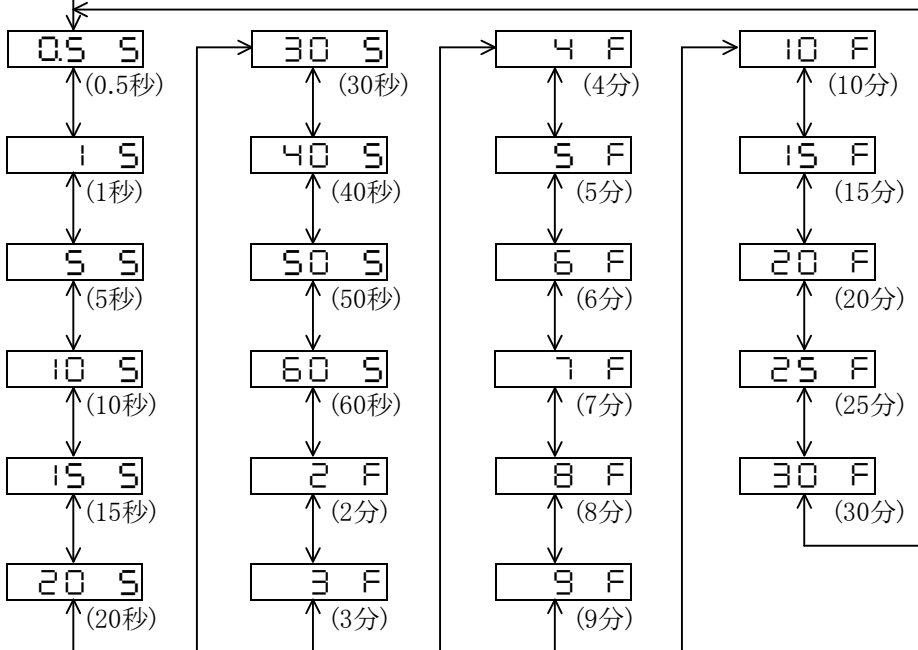 0.5 S
(0.5秒)
1 S
(1秒)
5 S
(5秒)
10 S
(10秒)
15 S
(15秒)
20 S
(20秒)
30 S
(30秒)
40 S
(40秒)
50 S
(50秒)
60 S
(60秒)
2 F
(2分)
3 F
(3分)
4 F
(4分)
5 F
(5分)
6 F
(6分)
7 F
(7分)
8 F
(8分)
9 F
(9分)
10 F
(10分)
15 F
(15分)
20 F
(20分)
25 F
(25分)
30 F
(30分)